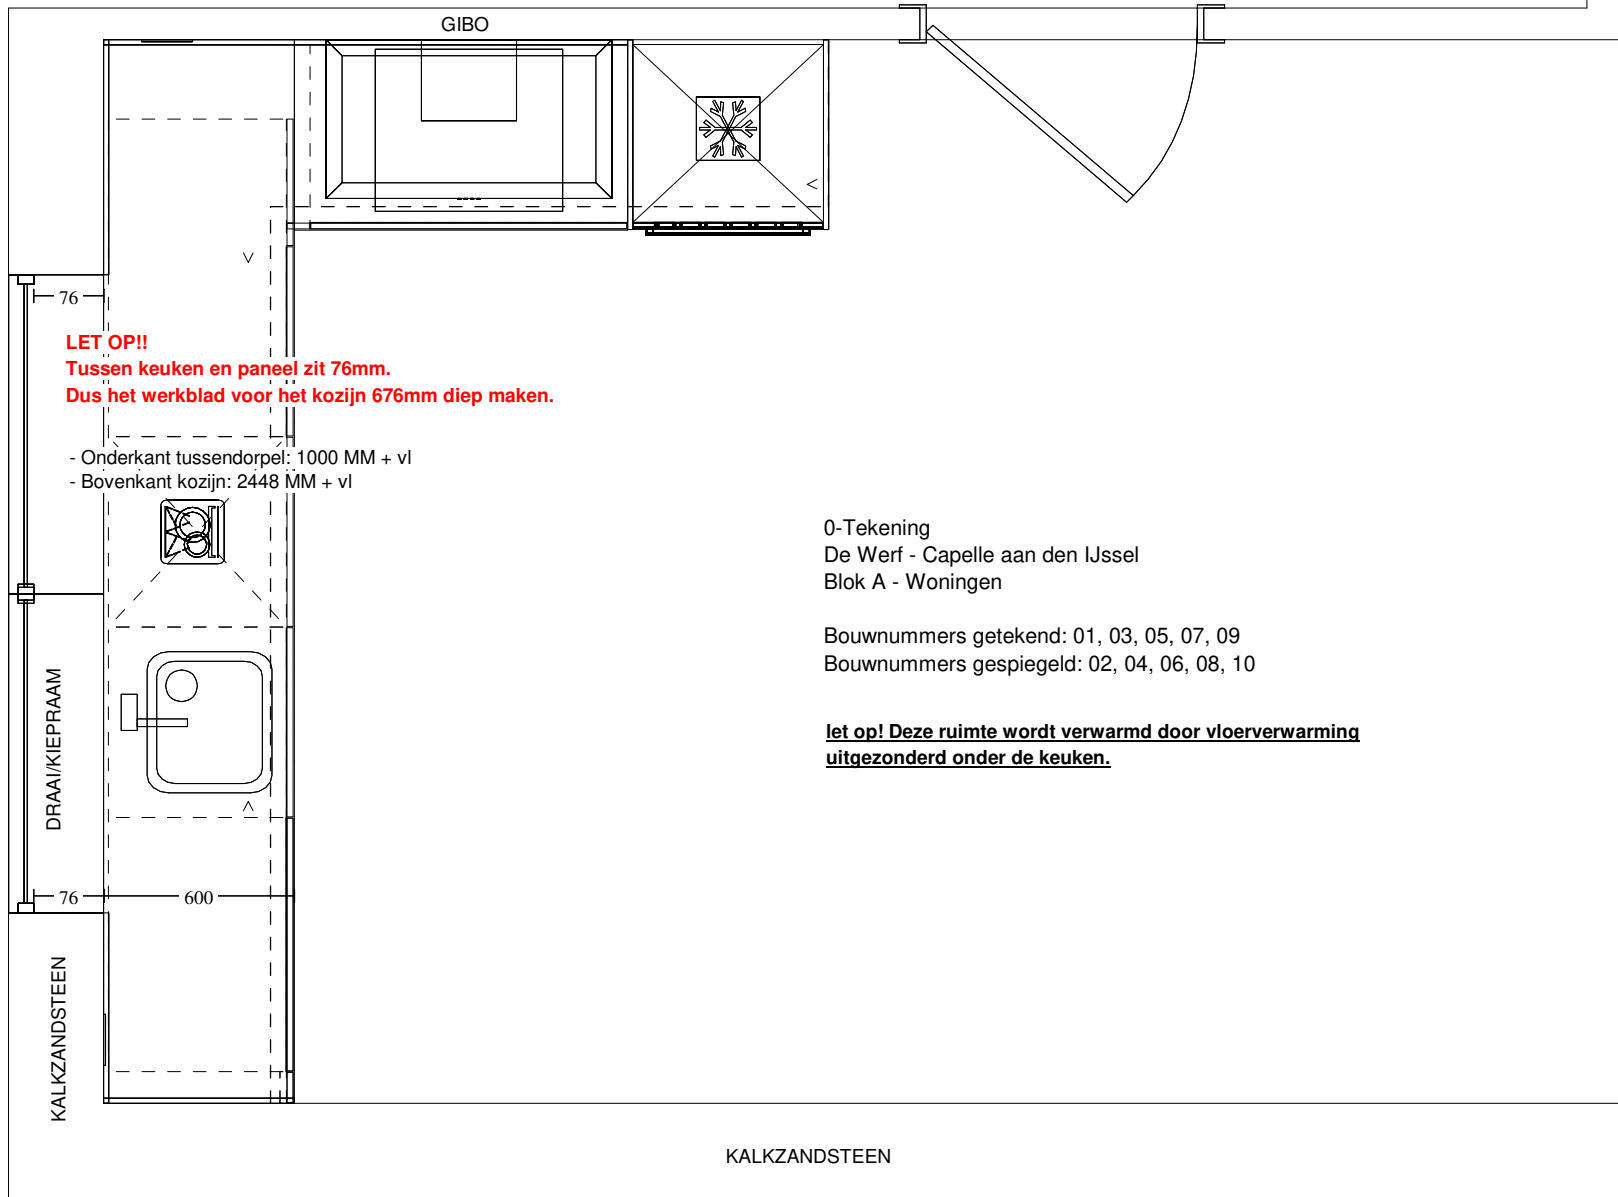 GIBO
76
LET OP!!
Tussen keuken en paneel zit 76mm.
Dus het werkblad voor het kozijn 676mm diep maken.
- Onderkant tussendorpel: 1000 MM + vl
- Bovenkant kozijn: 2448 MM + vl
0-Tekening
De Werf - Capelle aan den IJssel
Blok A - Woningen
Bouwnummers getekend: 01, 03, 05, 07, 09
Bouwnummers gespiegeld: 02, 04, 06, 08, 10
let op! Deze ruimte wordt verwarmd door vloerverwarming
uitgezonderd onder de keuken.
DRAAI/KIEPRAAM
76
600
KALKZANDSTEEN
KALKZANDSTEEN